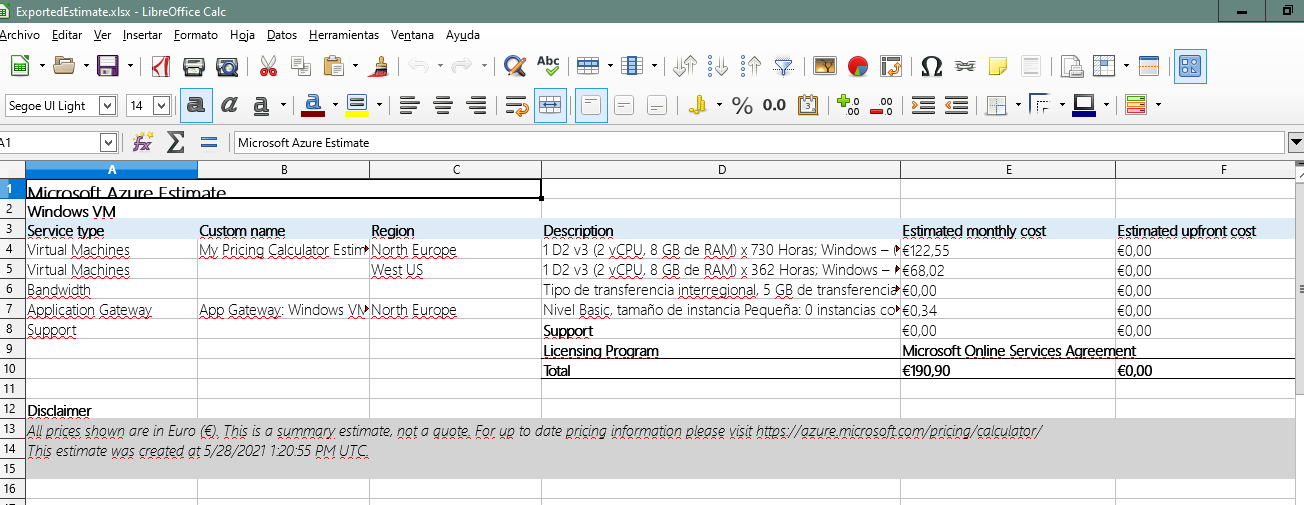 ExportedEstimate.xlsx - LibreOffice Calc
Archivo Editar Ver Insertar Formato Hoja Datos Herramientas Ventana Ayuda
Abc
Segoe UI Light 14 a a a a % 0.0
A1 fx Σ = Microsoft Azure Estimate
A B C D E F
1 Microsoft Azure Estimate
2 Windows VM
3 Service type Custom name Region Description Estimated monthly cost Estimated upfront cost
4 Virtual Machines My Pricing Calculator Estim North Europe 1 D2 v3 (2 vCPU, 8 GB de RAM) x 730 Horas; Windows – ( €122,55 €0,00
5 Virtual Machines West US 1 D2 v3 (2 vCPU, 8 GB de RAM) x 362 Horas; Windows – €68,02 €0,00
6 Bandwidth Tipo de transferencia interregional, 5 GB de transferencia €0,00 €0,00
7 Application Gateway App Gateway: Windows VM North Europe Nivel Basic, tamaño de instancia Pequeña: 0 instancias co €0,34 €0,00
8 Support Support €0,00 €0,00
9 Licensing Program Microsoft Online Services Agreement
10 Total €190,90 €0,00
11
12 Disclaimer
13 All prices shown are in Euro (€). This is a summary estimate, not a quote. For up to date pricing information please visit https://azure.microsoft.com/pricing/calculator/
14 This estimate was created at 5/28/2021 1:20:55 PM UTC.
15
16